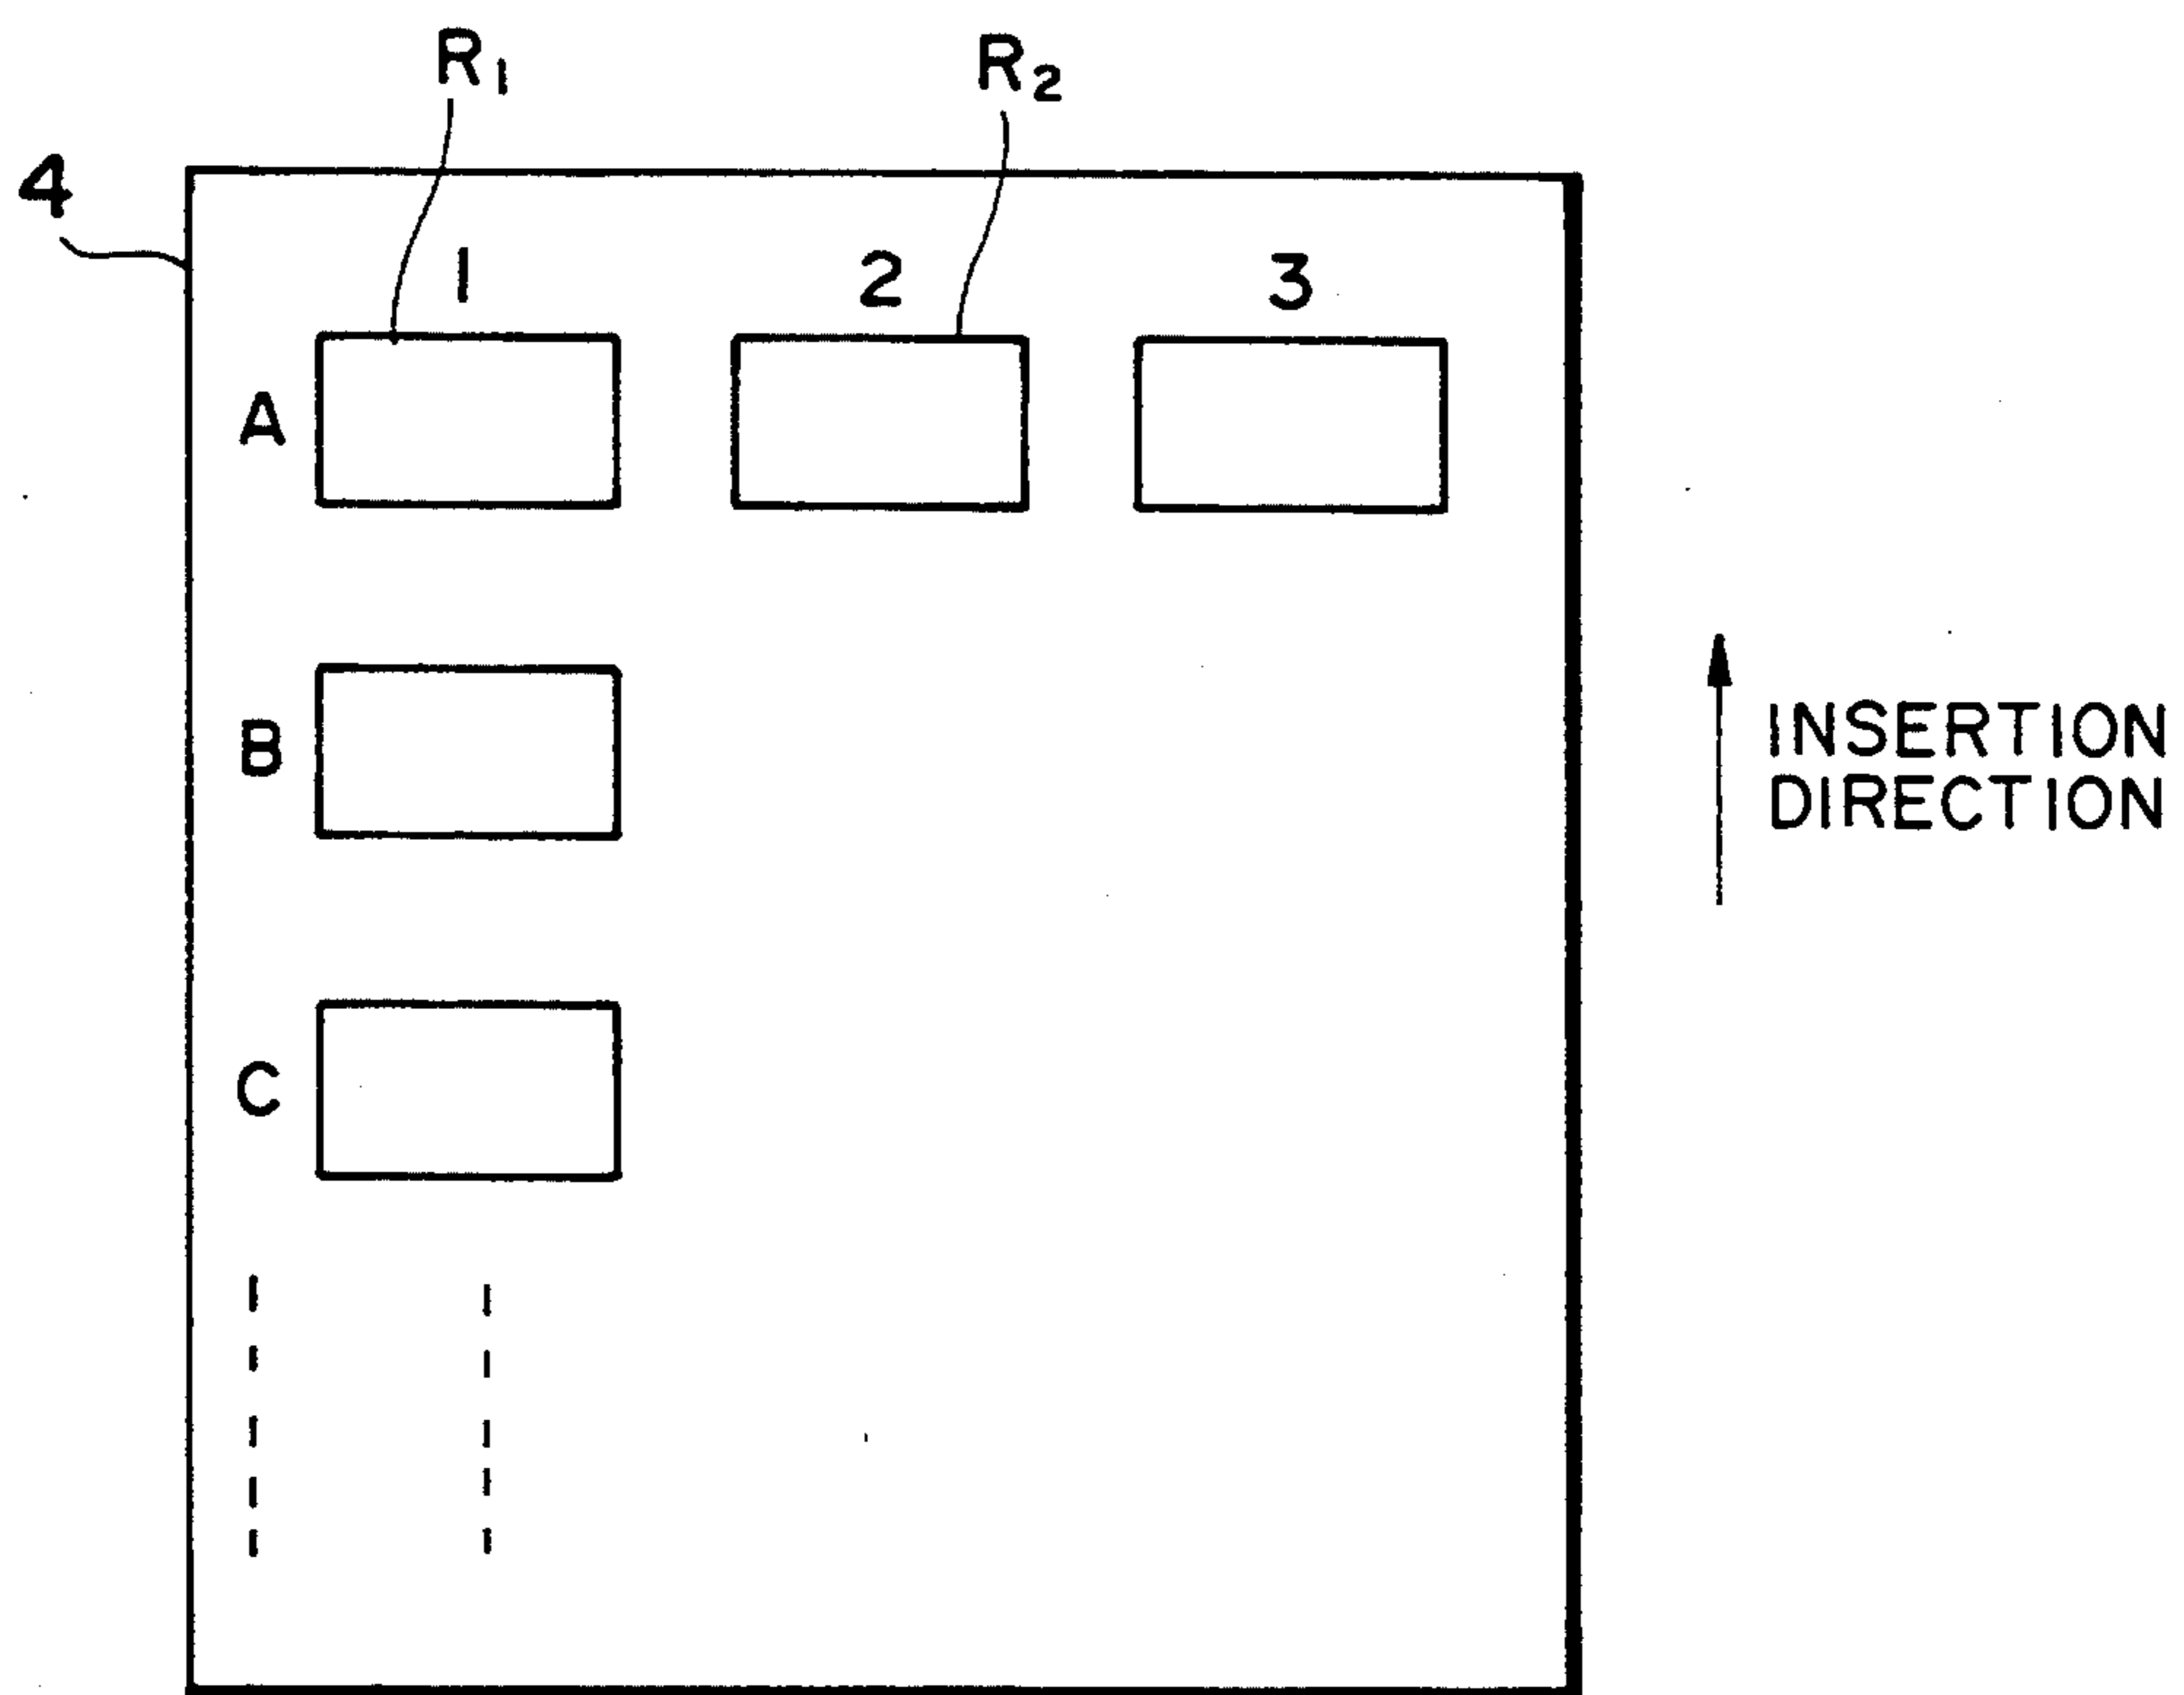 R₁ R₂
4
1 2 3
A
B
INSERTION
DIRECTION
C